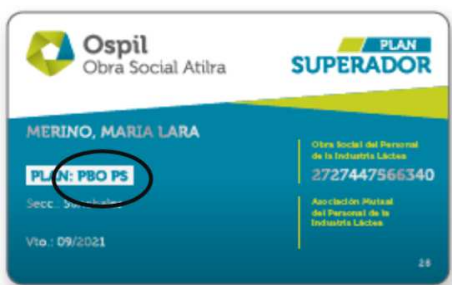 Ospil
Obra Social Atilra
PLAN
SUPERADOR
MERINO, MARIA LARA
PLAN: PBO PS
Secc.:
Vto.: 09/2021
Obra Social del Personal
de la Industria Láctea
2727447566340
Asociación Mutual
del Personal de la
Industria Láctea
28